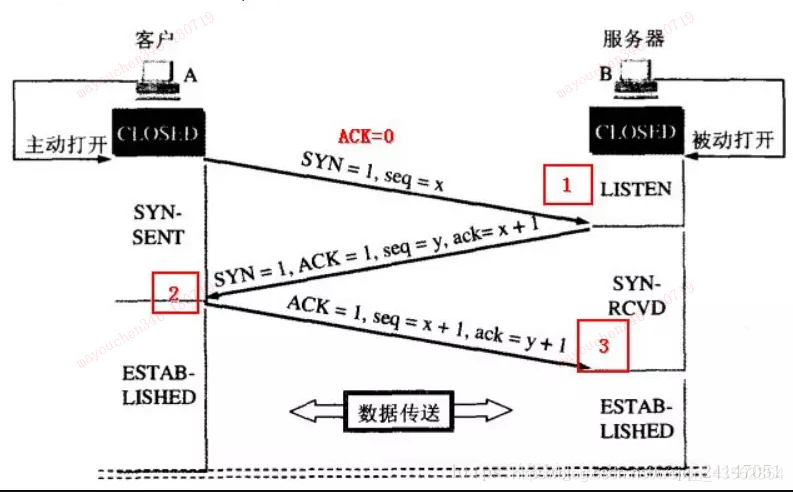 客户
服务器
A
B
CLOSED
CLOSED
主动打开
被动打开
ACK=0
SYN = 1, seq = x
1
LISTEN
SYN-
SENT
SYN = 1, ACK = 1, seq = y, ack= x + 1
2
SYN-
RCVD
ACK = 1, seq = x + 1, ack = y + 1
3
ESTAB-
LISHED
数据传送
ESTAB-
LISHED